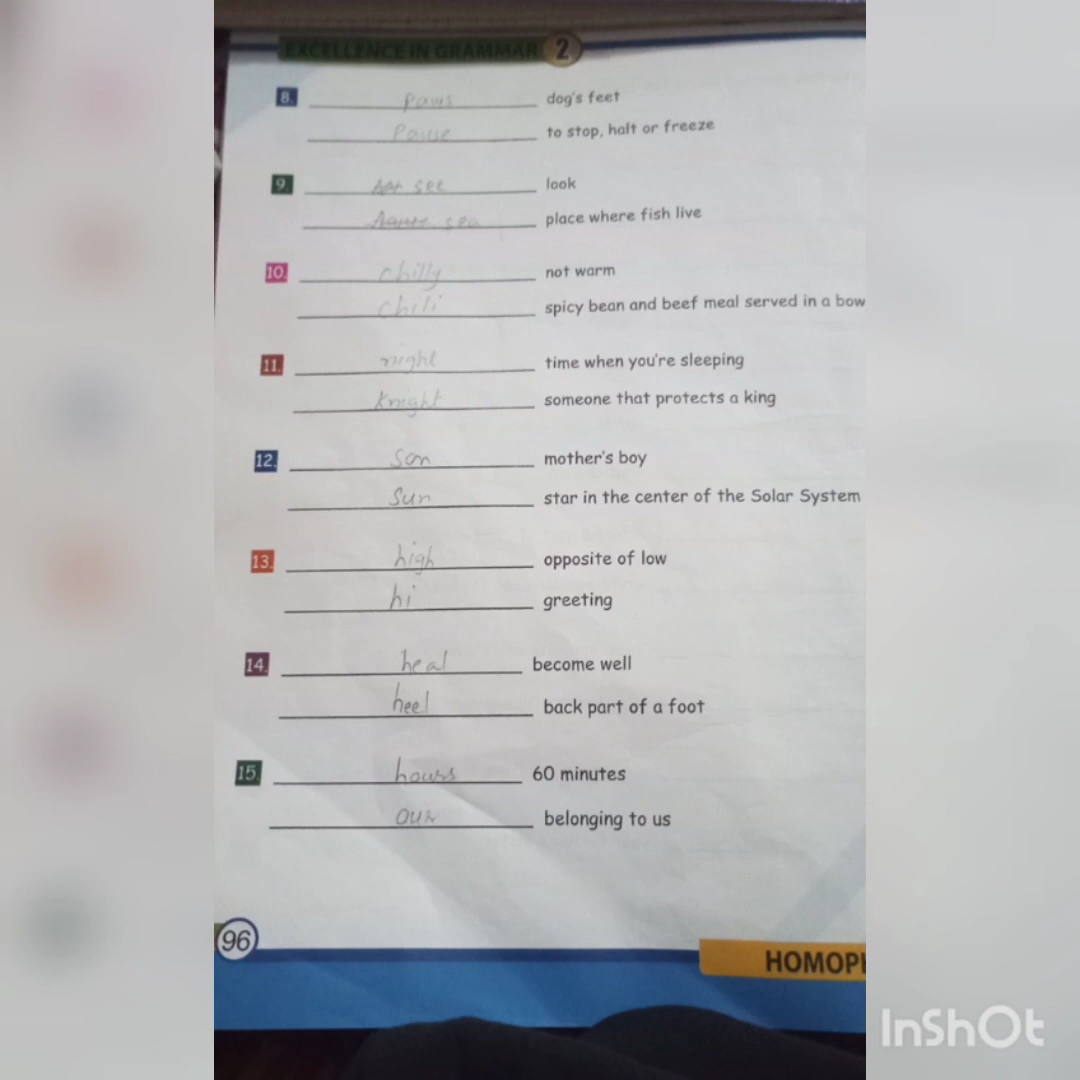 EXCELLENCE IN GRAMMAR 2
8. paws dog's feet
Pause to stop, halt or freeze
9. see look
sea place where fish live
10. chilly not warm
chili spicy bean and beef meal served in a bow
11. night time when you're sleeping
Knight someone that protects a king
12. son mother's boy
sun star in the center of the Solar System
13. high opposite of low
hi greeting
14. heal become well
heel back part of a foot
15. hours 60 minutes
our belonging to us
96
HOMOPH
InShOt